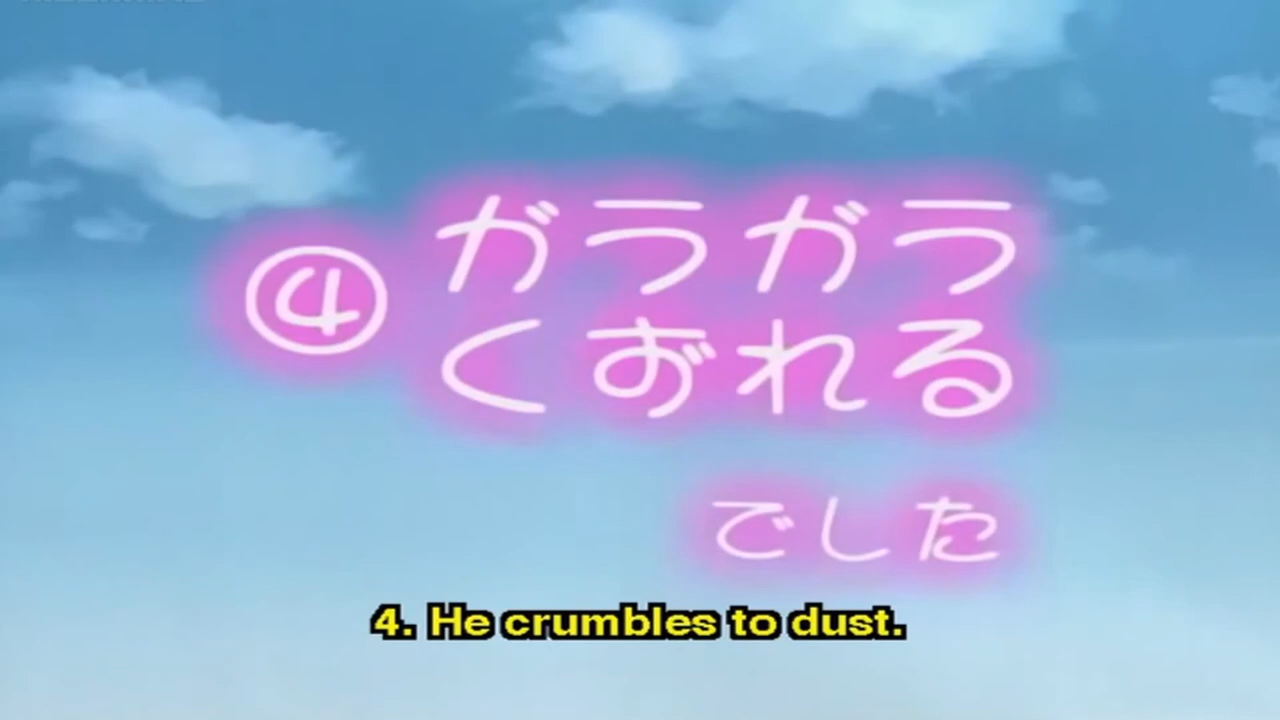 ④ ガラガラ
くずれる
でした
4. He crumbles to dust.